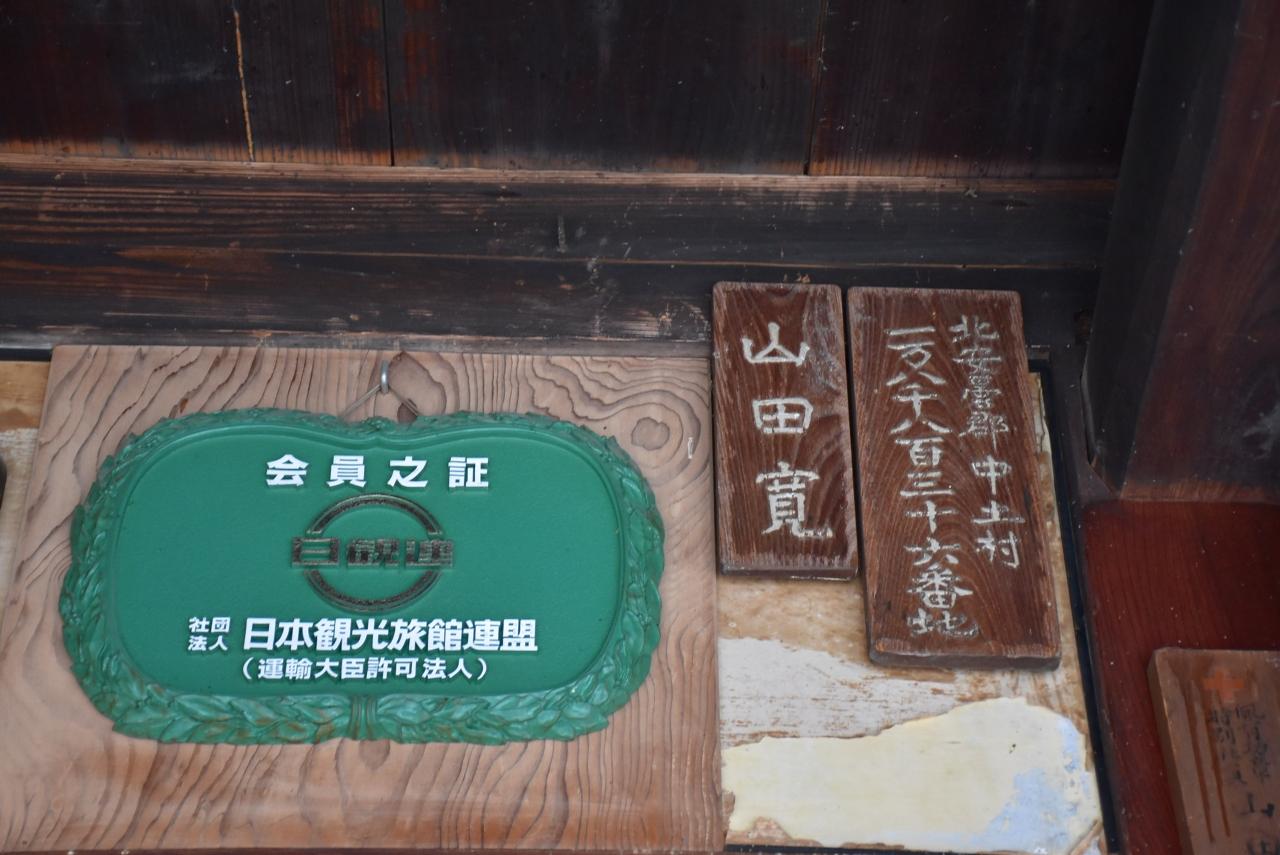 会員之証
日観連
社団法人
日本観光旅館連盟
(運輸大臣許可法人)
山田寛
北安曇郡 中土村
一万八千八百三十六番地